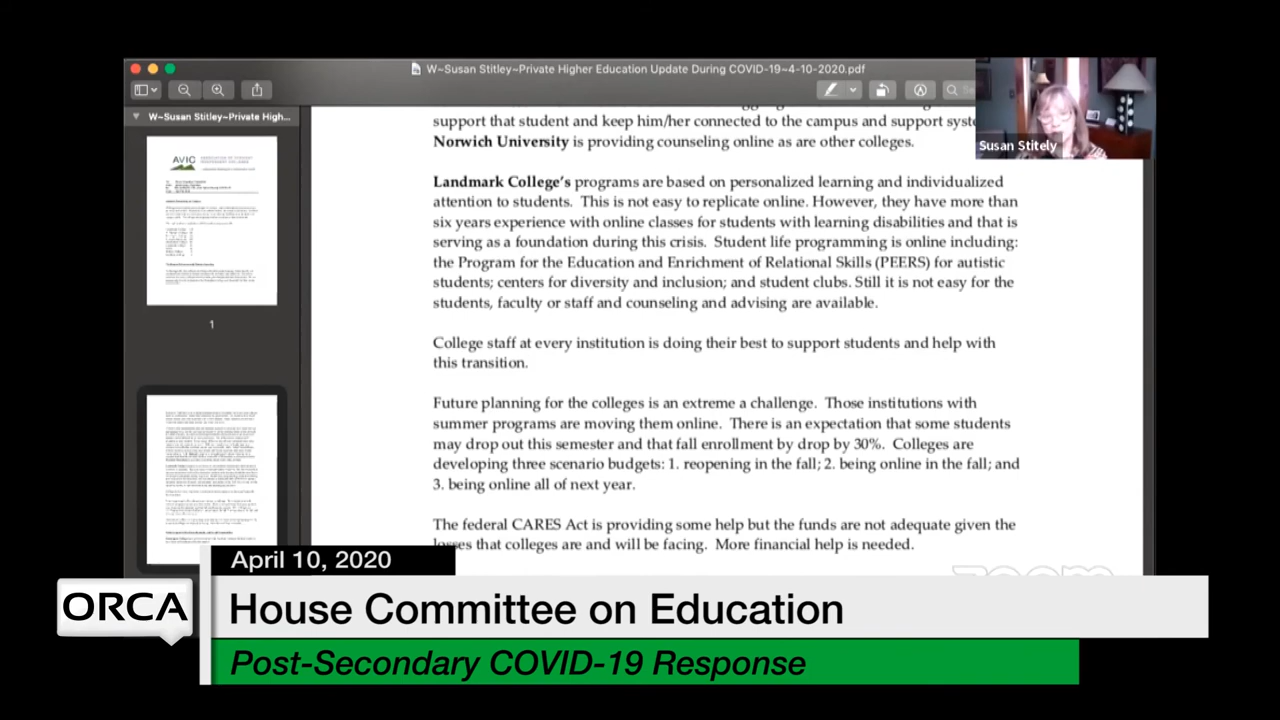 W~Susan Stitley~Private Higher Education Update During COVID-19~4-10-2020.pdf
W~Susan Stitley~Private High...
AVIC
1
support that student and keep him/her connected to the campus and support syste
Norwich University is providing counseling online as are other colleges.
Susan Stitely
Landmark College's programs are based on personalized learning and individualized
attention to students. This isn't easy to replicate online. However, they have more than
six years experience with online classes for students with learning disabilities and that is
serving as a foundation during this crisis. Student life programming is online including:
the Program for the Education and Enrichment of Relational Skills (PEERS) for autistic
students; centers for diversity and inclusion; and student clubs. Still it is not easy for the
students, faculty or staff and counseling and advising are available.
College staff at every institution is doing their best to support students and help with
this transition.
Future planning for the colleges is an extreme a challenge. Those institutions with
summer programs are moving them online. There is an expectation that some students
will drop out this semester and that fall enrollment by drop by 30%. Colleges are
developing three scenario budgets: 1. reopening in the fall; 2. being online in the fall; and
3. being online all of next year.
The federal CARES Act is providing some help but the funds are not adequate given the
losses that colleges are and will be facing. More financial help is needed.
zoom
April 10, 2020
ORCA
House Committee on Education
Post-Secondary COVID-19 Response